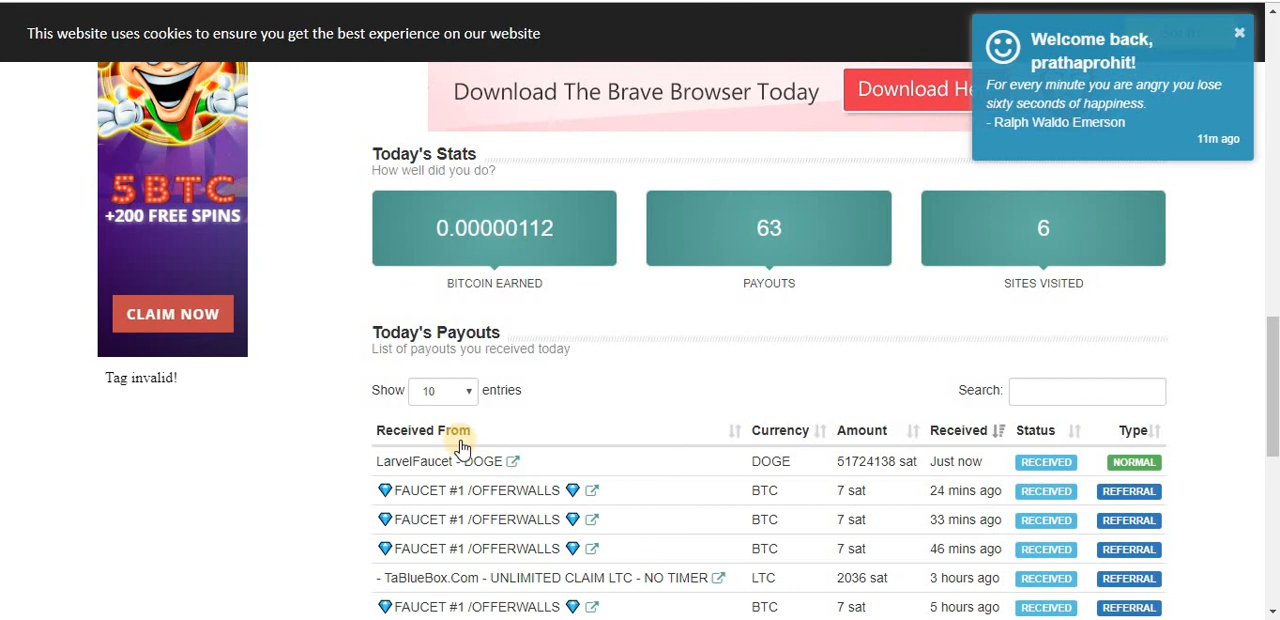 This website uses cookies to ensure you get the best experience on our website
Welcome back,
prathaprohit!
For every minute you are angry you lose
sixty seconds of happiness.
- Ralph Waldo Emerson
11m ago
5 BTC
+200 FREE SPINS
CLAIM NOW
Tag invalid!
Download The Brave Browser Today
Download He
Today's Stats
How well did you do?
0.00000112
63
6
BITCOIN EARNED
PAYOUTS
SITES VISITED
Today's Payouts
List of payouts you received today
Show 10 entries
Search:
Received From Currency Amount Received Status Type
LarvelFaucet - DOGE DOGE 51724138 sat Just now RECEIVED NORMAL
FAUCET #1 /OFFERWALLS BTC 7 sat 24 mins ago RECEIVED REFERRAL
FAUCET #1 /OFFERWALLS BTC 7 sat 33 mins ago RECEIVED REFERRAL
FAUCET #1 /OFFERWALLS BTC 7 sat 46 mins ago RECEIVED REFERRAL
- TaBlueBox.Com - UNLIMITED CLAIM LTC - NO TIMER LTC 2036 sat 3 hours ago RECEIVED REFERRAL
FAUCET #1 /OFFERWALLS BTC 7 sat 5 hours ago RECEIVED REFERRAL